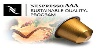 NESPRESSO AAA
SUSTAINABLE QUALITY
PROGRAM